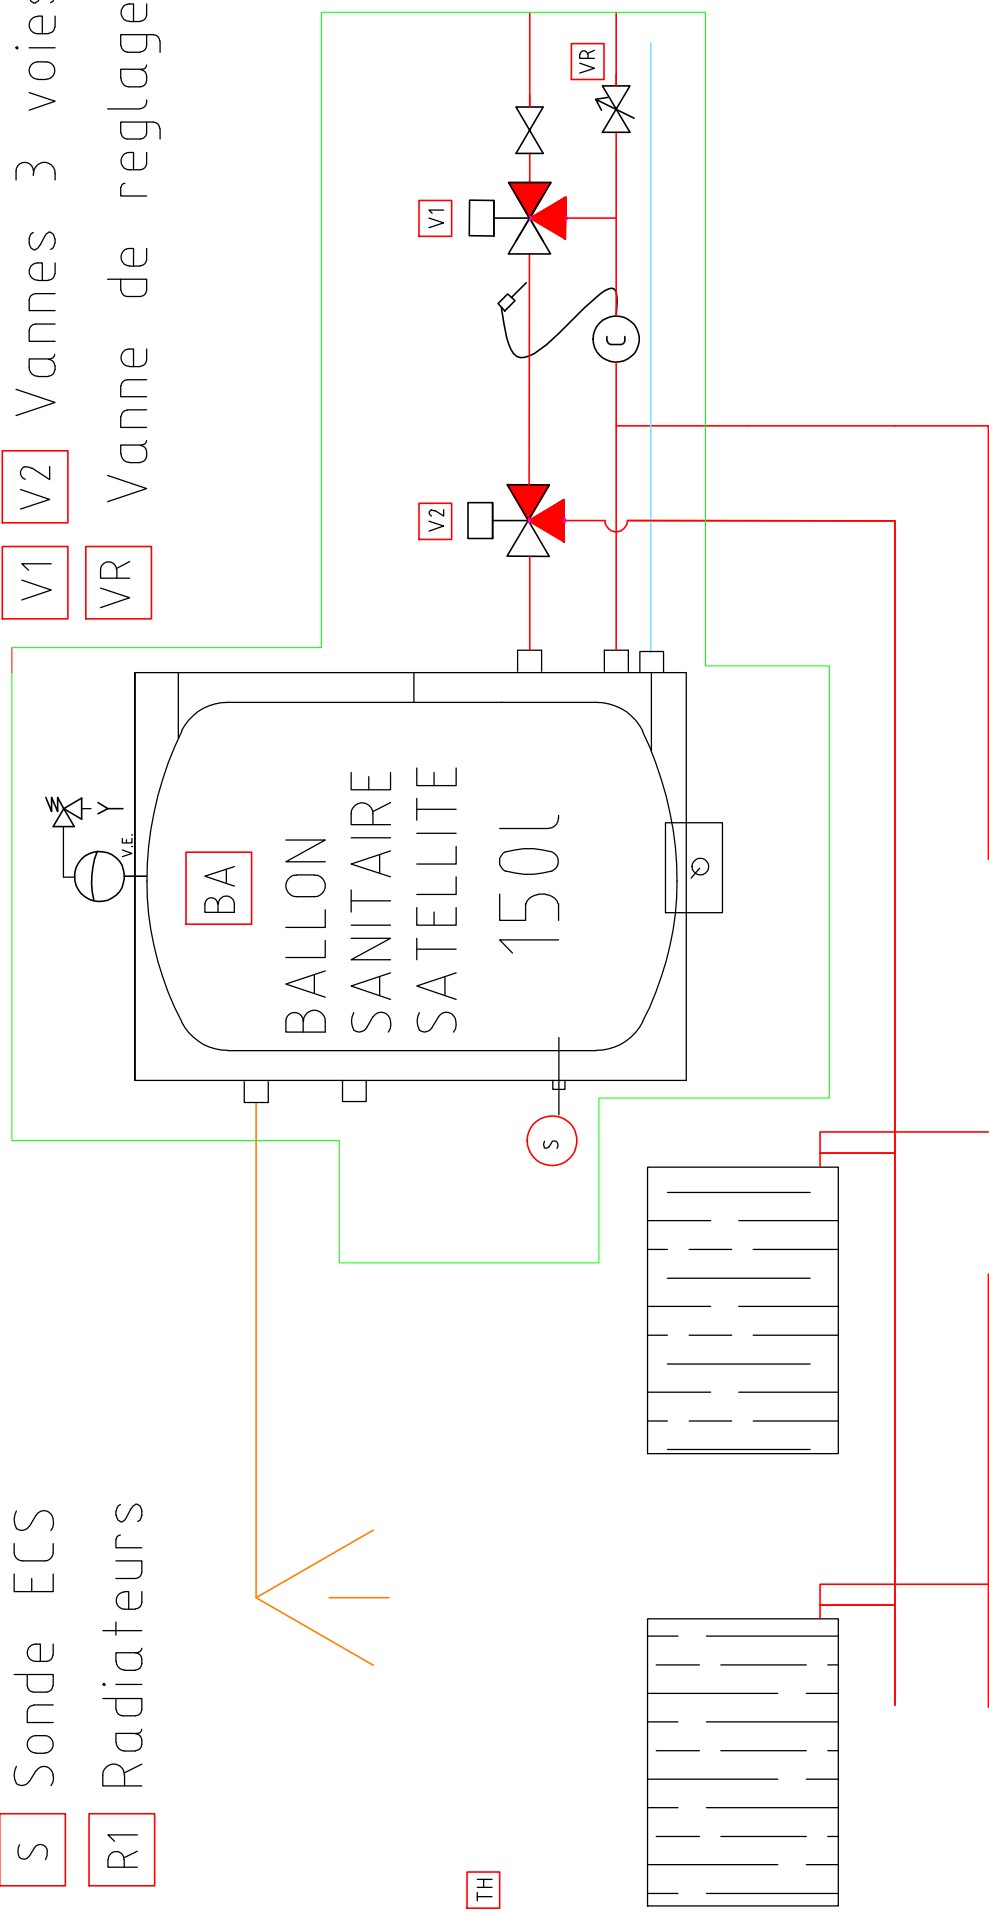 S Sonde ECS
R1 Radiateurs
V1 V2 Vannes 3 voies
VR Vanne de reglage
BA
BALLON
SANITAIRE
SATELLITE
150l
V.E.
S
TH
V2
V1
VR
C